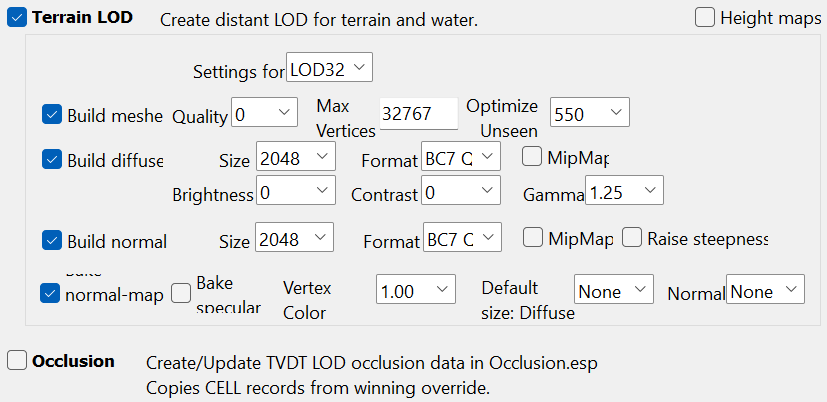 Terrain LOD Create distant LOD for terrain and water. Height maps
Settings for LOD32
Build meshe Quality 0 Max Vertices 32767 Optimize Unseen 550
Build diffuse Size 2048 Format BC7 Q MipMap
Brightness 0 Contrast 0 Gamma 1.25
Build normal Size 2048 Format BC7 Q MipMap Raise steepness
normal-map Bake specular Vertex Color 1.00 Default size: Diffuse None Normal None
Occlusion Create/Update TVDT LOD occlusion data in Occlusion.esp
Copies CELL records from winning override.